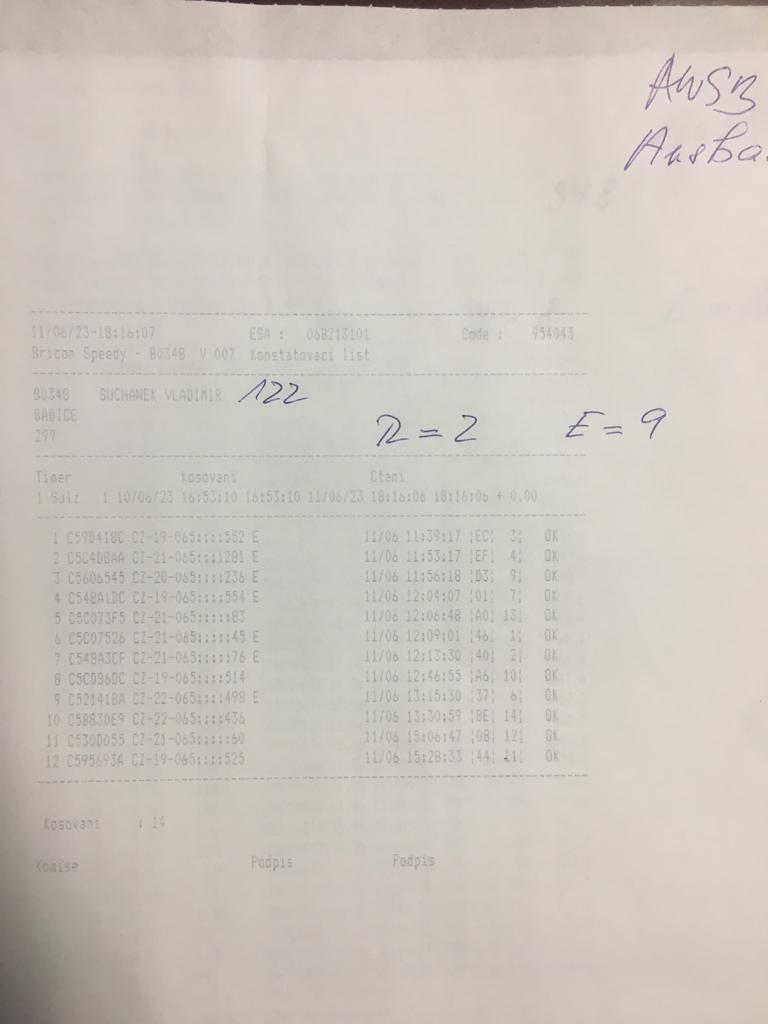 AWSB
11/06/23-18:16:07 ESA : 06B213101 Code : 954043
Bricon Speedy - B0348 V 007 Konstatovaci list
B0348 SUCHANEK VLADIMIR 122
BABICE
R = 2 E = 9
299
Timer Kosovani Cteni
1 Sulz 1 10/06/23 16:53:10 16:53:10 11/06/23 18:16:06 18:16:06 + 0.00
1 C59D418C CZ-19-065::::552 E 11/06 11:39:17 ¦EC¦ 3¦ OK
2 C5C4D8AA CZ-21-065:::1281 E 11/06 11:53:17 ¦EF¦ 4¦ OK
3 C5606545 CZ-20-065::::236 E 11/06 11:56:18 ¦D3¦ 9¦ OK
4 C548A1DC CZ-19-065::::554 E 11/06 12:04:07 ¦01¦ 7¦ OK
5 C5C073F5 CZ-21-065:::::83 11/06 12:06:48 ¦A0¦ 13¦ OK
6 C5C07526 CZ-21-065:::::45 E 11/06 12:09:01 ¦46¦ 1¦ OK
7 C548A3CF CZ-21-065:::::76 E 11/06 12:13:30 ¦40¦ 2¦ OK
8 C5CD86DC CZ-19-065::::514 11/06 12:46:55 ¦A6¦ 10¦ OK
9 C52141BA CZ-22-065::::498 E 11/06 13:15:30 ¦37¦ 6¦ OK
10 C5B830E9 CZ-22-065::::436 11/06 13:30:59 ¦BE¦ 14¦ OK
11 C530D055 CZ-21-065:::::60 11/06 15:06:47 ¦0B¦ 12¦ OK
12 C595693A CZ-19-065::::525 11/06 15:28:33 ¦44¦ 11¦ OK
Kosovani : 14
Komise Podpis Podpis